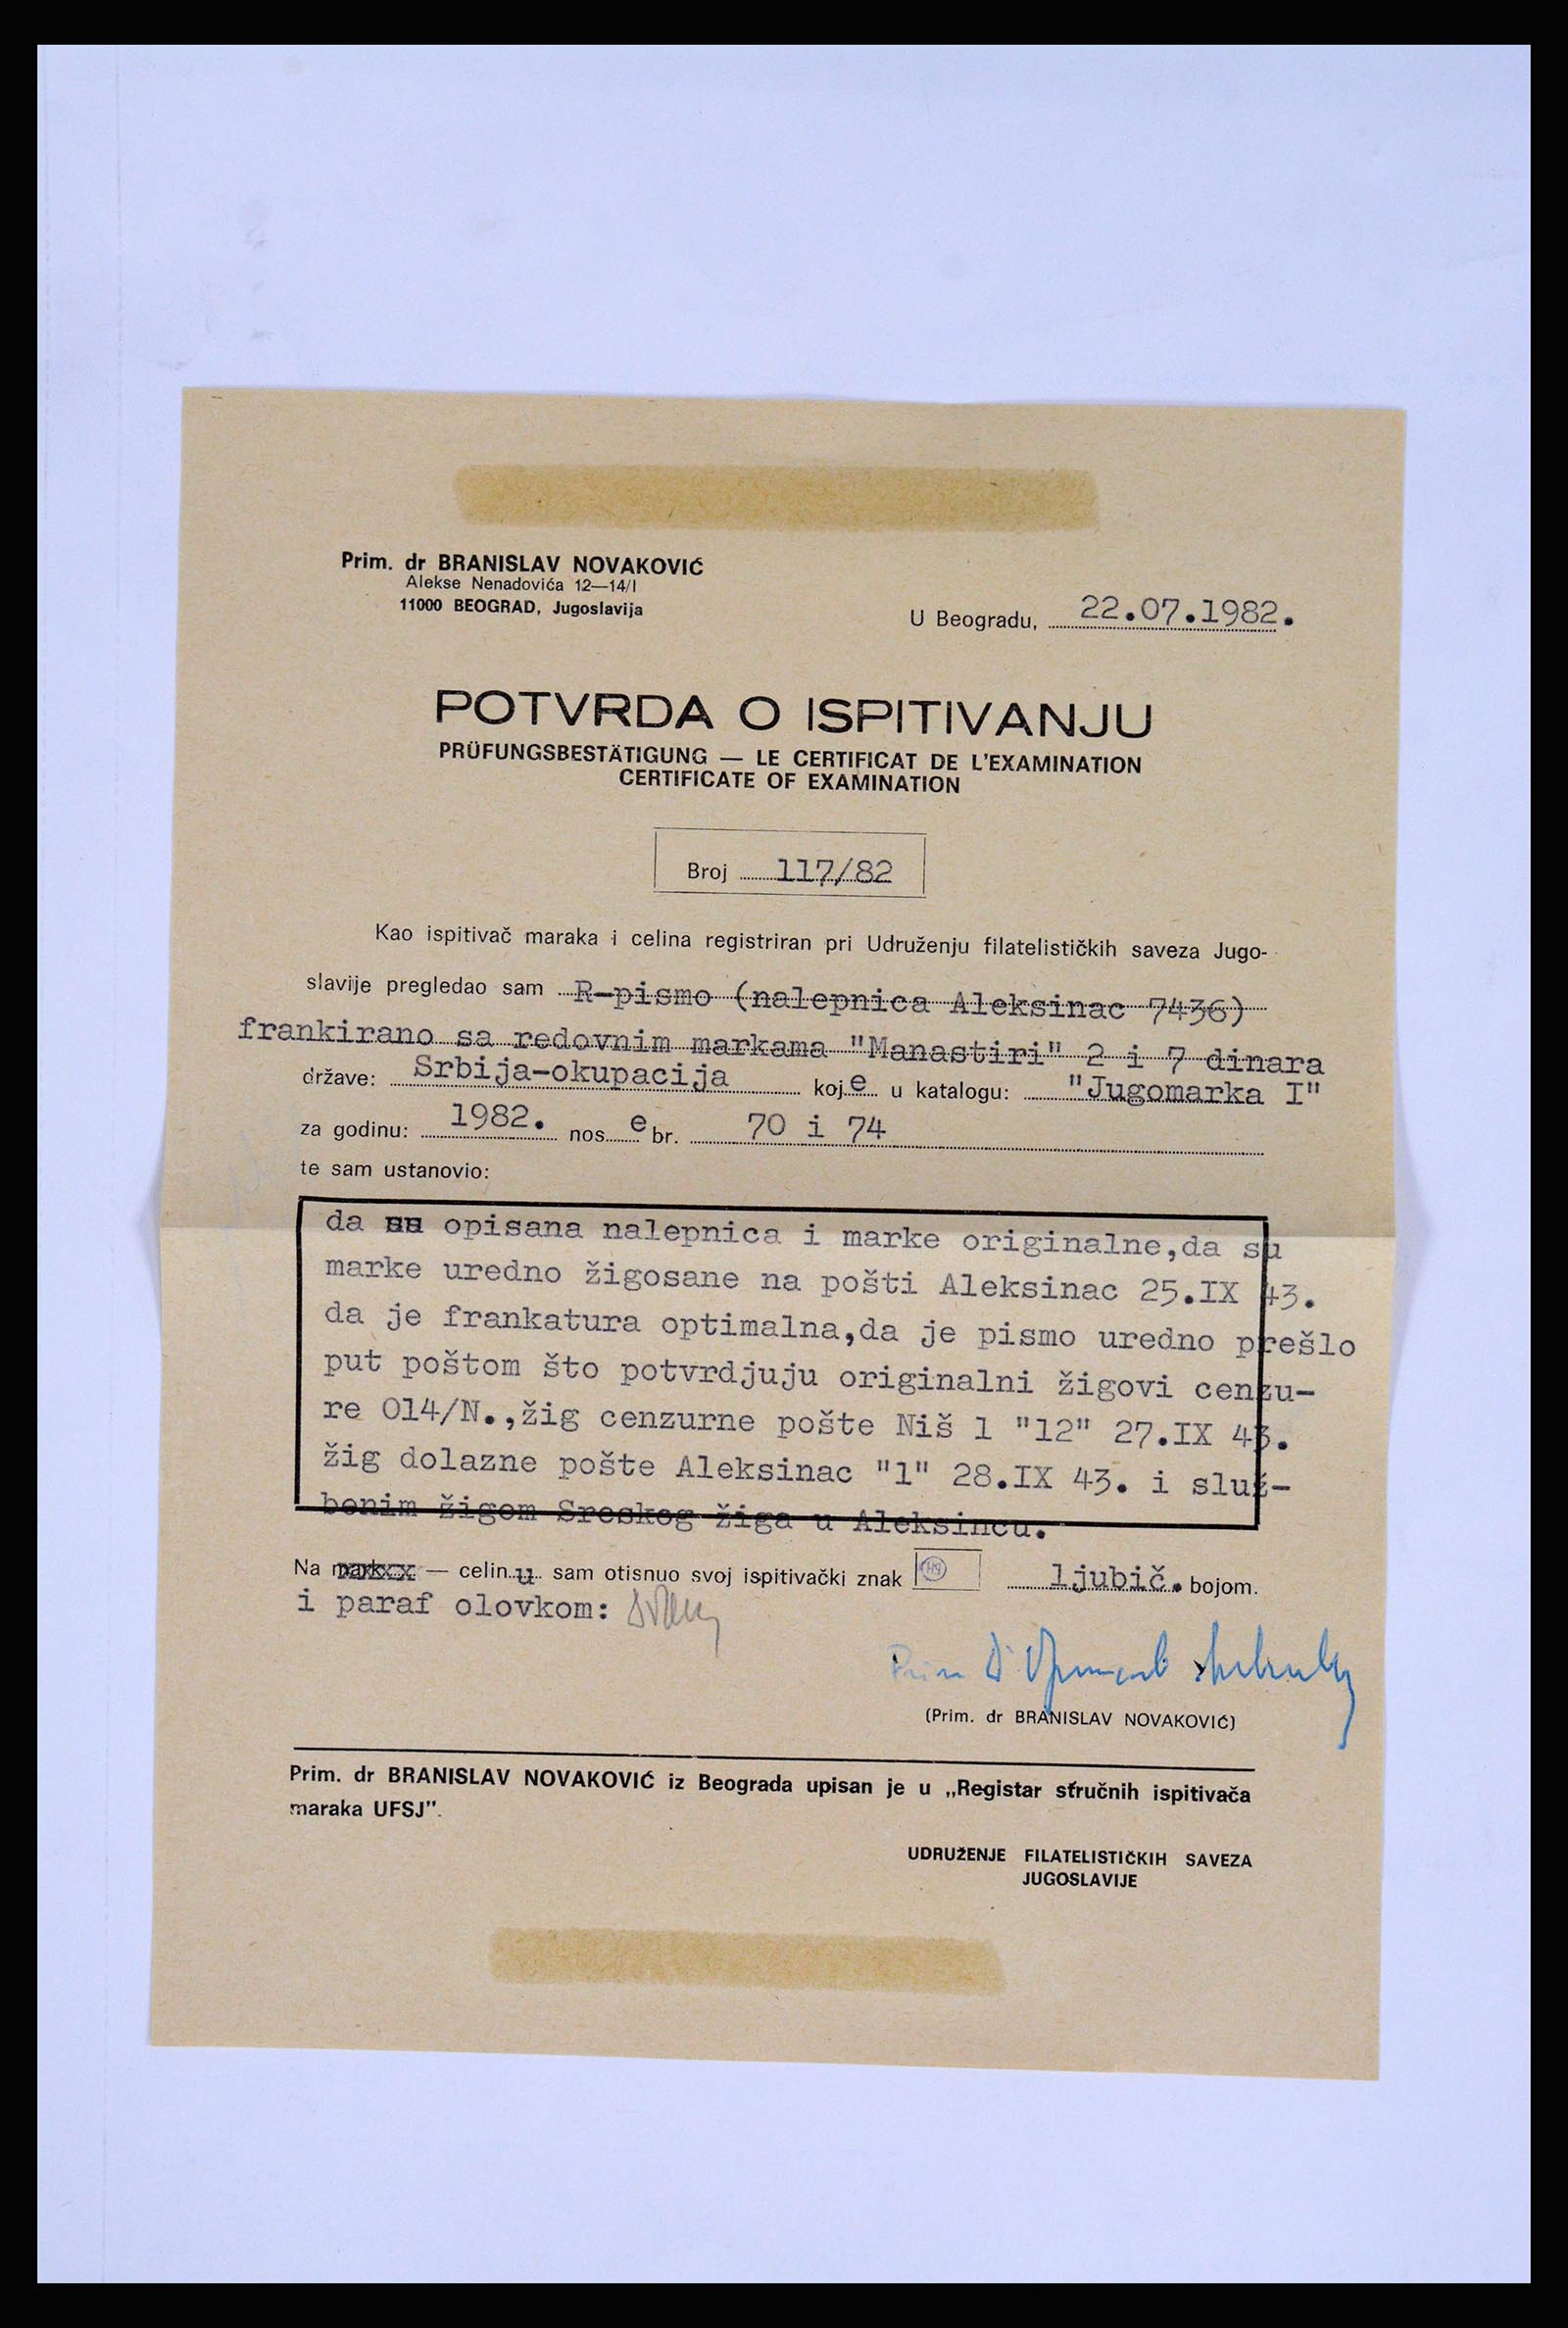 Prim. dr BRANISLAV NOVAKOVIĆ
Alekse Nenadovića 12—14/I
11000 BEOGRAD, Jugoslavija
U Beogradu, 22.07.1982.
POTVRDA O ISPITIVANJU
PRÜFUNGSBESTÄTIGUNG — LE CERTIFICAT DE L'EXAMINATION
CERTIFICATE OF EXAMINATION
Broj 117/82
Kao ispitivač maraka i celina registriran pri Udruženju filatelističkih saveza Jugo-
slavije pregledao sam R-pismo (nalepnica Aleksinac 7436)
frankirano sa redovnim markama "Manastiri" 2 i 7 dinara
države: Srbija-okupacija koje u katalogu: "Jugomarka I"
za godinu: 1982. nose br. 70 i 74
te sam ustanovio:
da opisana nalepnica i marke originalne,da su
marke uredno žigosane na pošti Aleksinac 25.IX 43.
da je frankatura optimalna,da je pismo uredno prešlo
put poštom što potvrdjuju originalni žigovi cenzu-
re 014/N.,žig cenzurne pošte Niš 1 "12" 27.IX 43.
žig dolazne pošte Aleksinac "1" 28.IX 43. i služ-
benim žigom Sreskog žiga u Aleksincu.
Na — celinu sam otisnuo svoj ispitivački znak ljubič. bojom.
i paraf olovkom:
(Prim. dr BRANISLAV NOVAKOVIĆ)
Prim. dr BRANISLAV NOVAKOVIĆ iz Beograda upisan je u „Registar stručnih ispitivača
maraka UFSJ".
UDRUŽENJE FILATELISTIČKIH SAVEZA
JUGOSLAVIJE